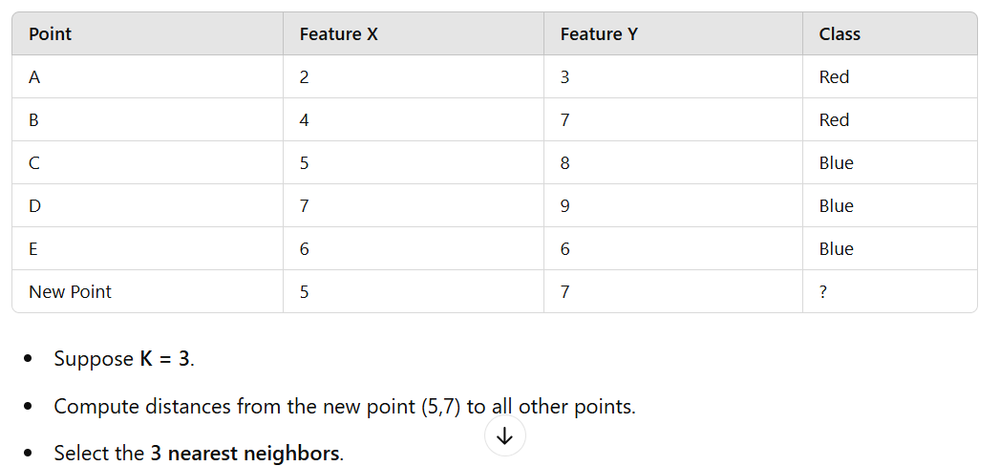 Point Feature X Feature Y Class
A 2 3 Red
B 4 7 Red
C 5 8 Blue
D 7 9 Blue
E 6 6 Blue
New Point 5 7 ?
• Suppose K = 3.
• Compute distances from the new point (5,7) to all other points.
• Select the 3 nearest neighbors.